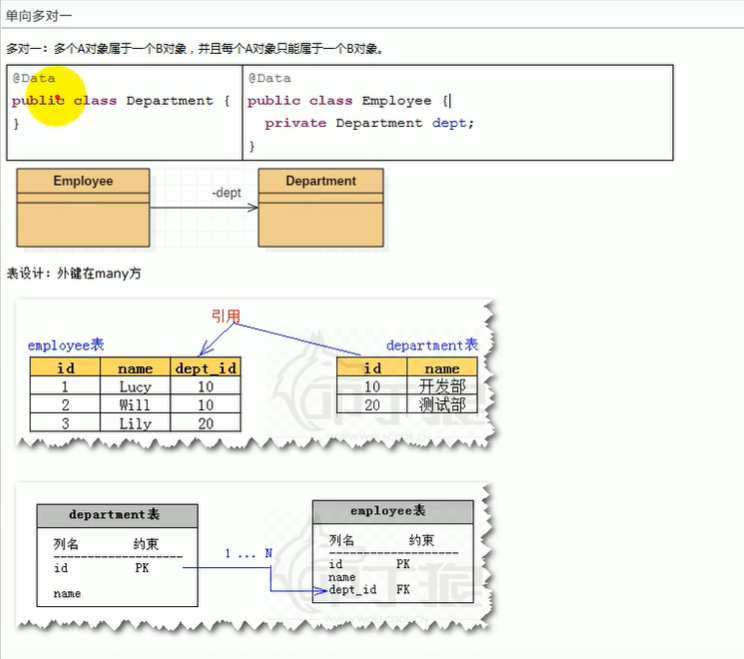 单向多对一
多对一：多个A对象属于一个B对象，并且每个A对象只能属于一个B对象。
@Data
public class Department {
}
@Data
public class Employee {
private Department dept;
}
Employee
-dept
Department
表设计：外键在many方
引用
employee表
id name dept_id
1 Lucy 10
2 Will 10
3 Lily 20
department表
id name
10 开发部
20 测试部
department表
列名 约束
id PK
name
1 ... N
employee表
列名 约束
id PK
name
dept_id FK